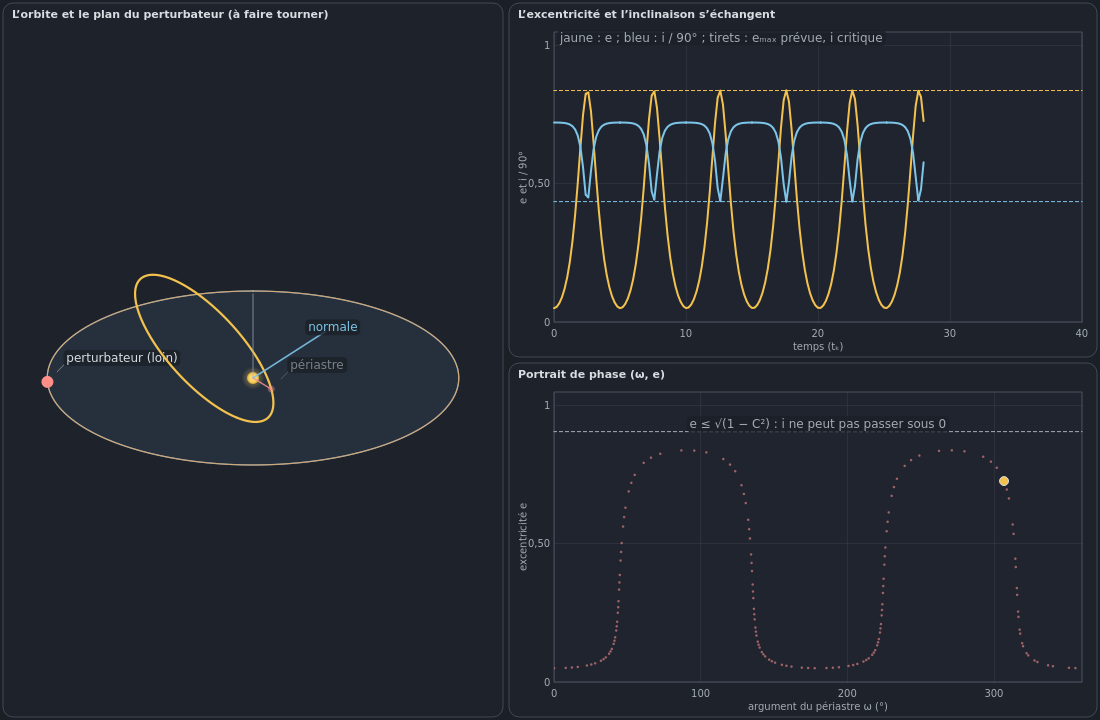 L’orbite et le plan du perturbateur (à faire tourner)
normale
perturbateur (loin)
périastre
L’excentricité et l’inclinaison s’échangent
jaune : e ; bleu : i / 90° ; tirets : eₘₐₓ prévue, i critique
1
0,50
0
e et i / 90°
0
10
20
30
40
temps (tₖ)
Portrait de phase (ω, e)
e ≤ √(1 − C²) : i ne peut pas passer sous 0
1
0,50
0
excentricité e
0
100
200
300
argument du périastre ω (°)